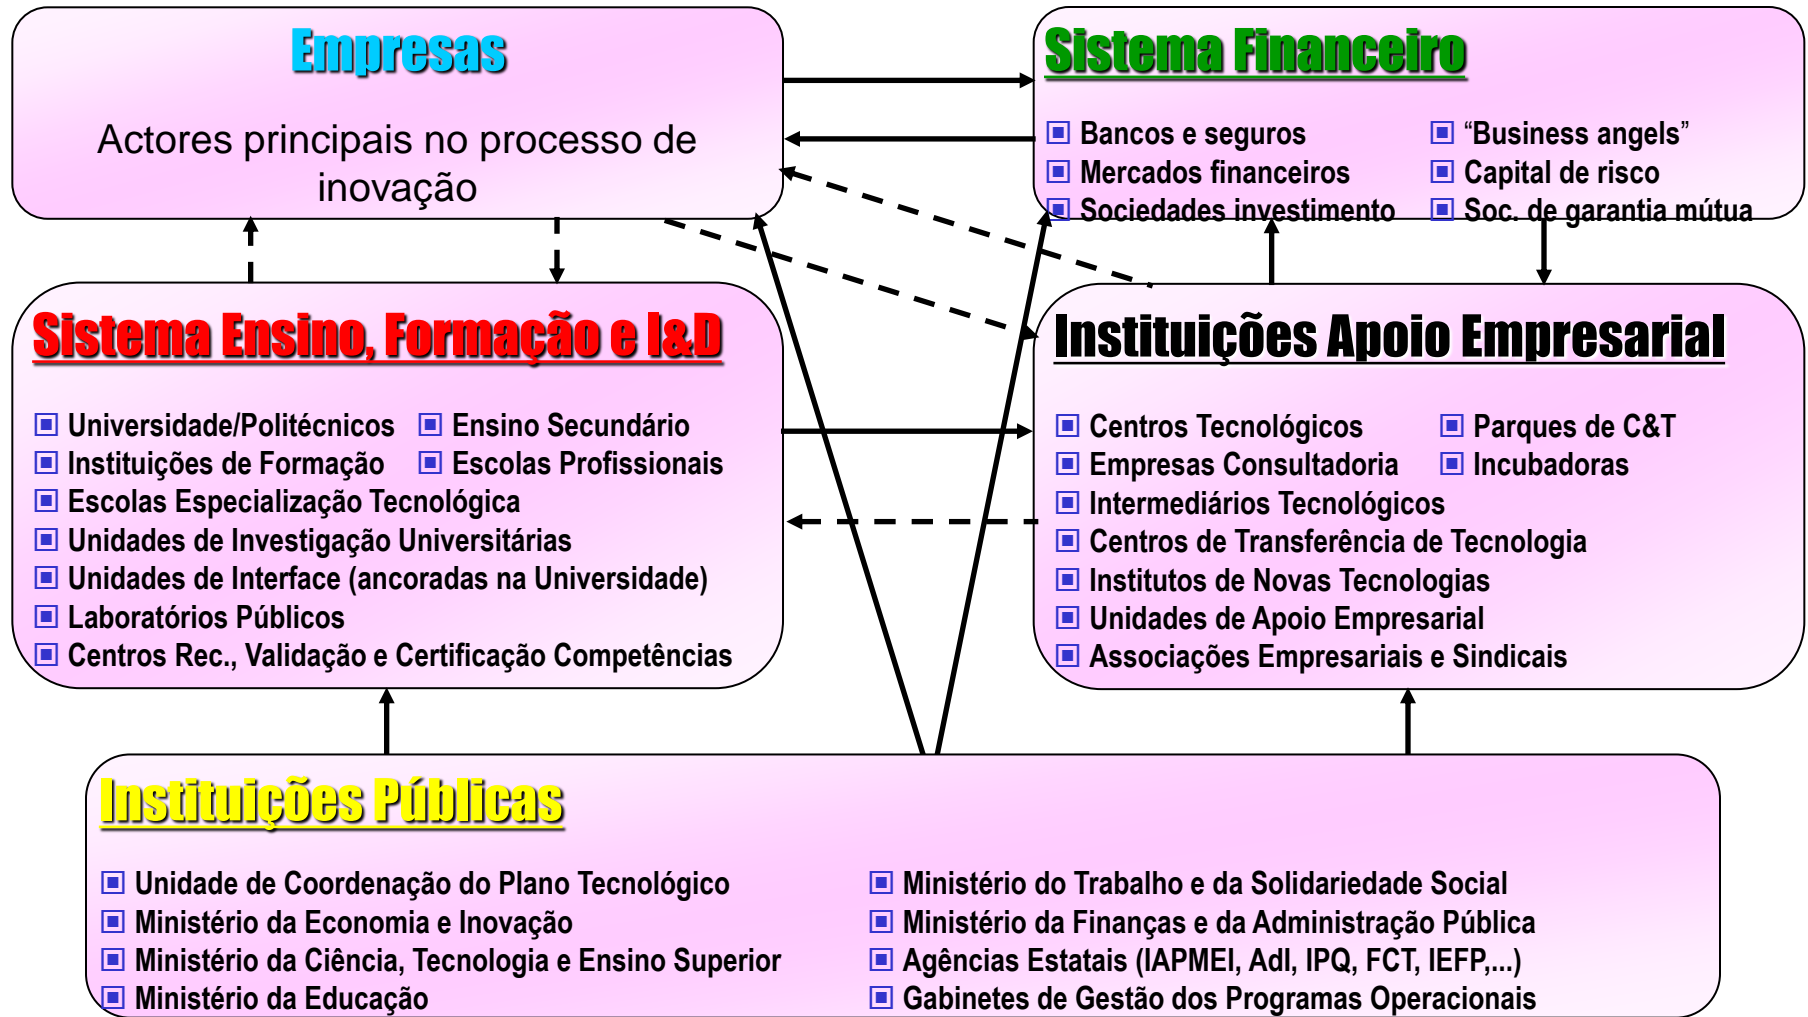 Empresas
Actores principais no processo de
inovação
Sistema Financeiro
Bancos e seguros
Mercados financeiros
Sociedades investimento
“Business angels”
Capital de risco
Soc. de garantia mútua
Sistema Ensino, Formação e I&D
Universidade/Politécnicos
Ensino Secundário
Instituições de Formação
Escolas Profissionais
Escolas Especialização Tecnológica
Unidades de Investigação Universitárias
Unidades de Interface (ancoradas na Universidade)
Laboratórios Públicos
Centros Rec., Validação e Certificação Competências
Instituições Apoio Empresarial
Centros Tecnológicos
Parques de C&T
Empresas Consultadoria
Incubadoras
Intermediários Tecnológicos
Centros de Transferência de Tecnologia
Institutos de Novas Tecnologias
Unidades de Apoio Empresarial
Associações Empresariais e Sindicais
Instituições Públicas
Unidade de Coordenação do Plano Tecnológico
Ministério da Economia e Inovação
Ministério da Ciência, Tecnologia e Ensino Superior
Ministério da Educação
Ministério do Trabalho e da Solidariedade Social
Ministério da Finanças e da Administração Pública
Agências Estatais (IAPMEI, AdI, IPQ, FCT, IEFP,...)
Gabinetes de Gestão dos Programas Operacionais